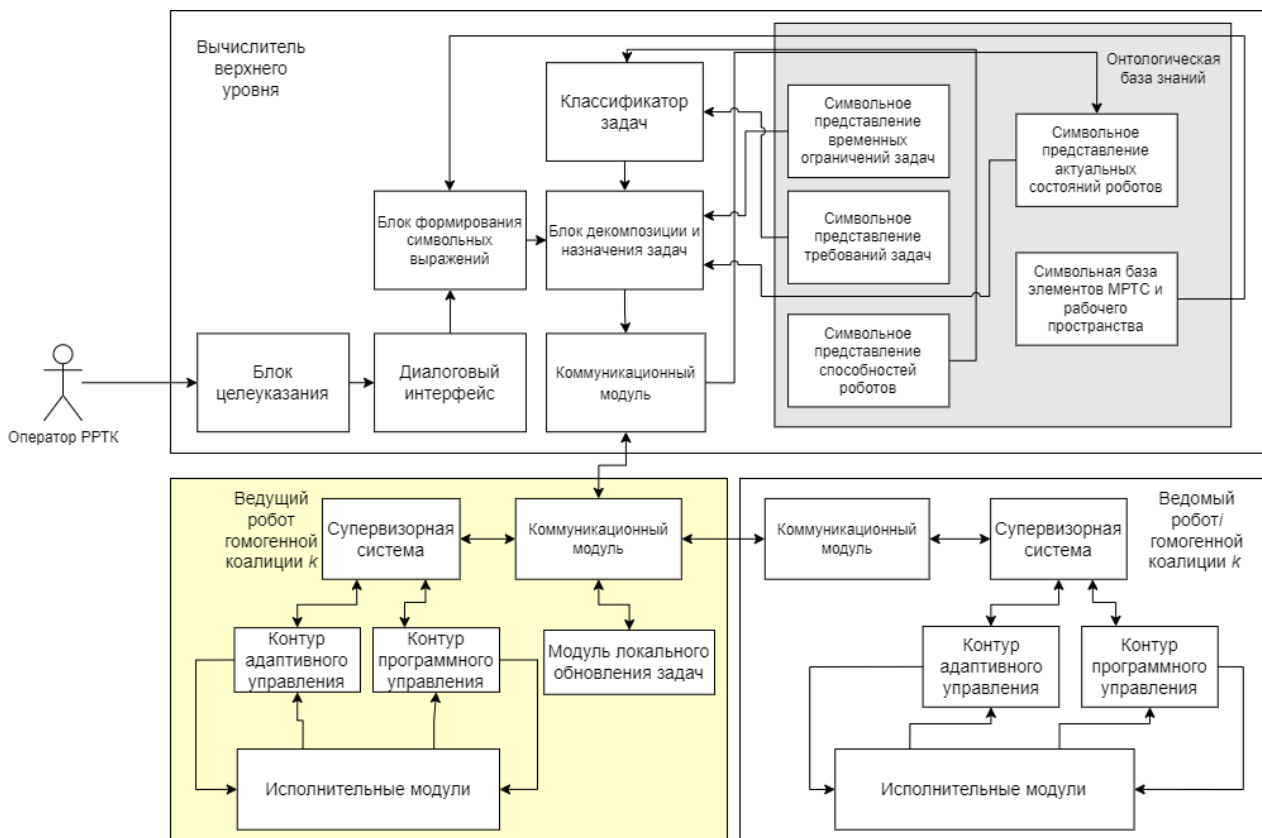 Вычислитель
верхнего
уровня
Онтологическая
база знаний
Классификатор
задач
Символьное
представление
временных
ограничений задач
Символьное
представление
актуальных
состояний роботов
Блок формирования
символьных
выражений
Блок декомпозиции и
назначения задач
Символьное
представление
требований задач
Символьная база
элементов МРТС и
рабочего
пространства
Блок
целеуказания
Диалоговый
интерфейс
Коммуникационный
модуль
Символьное
представление
способностей
роботов
Оператор РРТК
Ведущий
робот
гомогенной
коалиции k
Супервизорная
система
Коммуникационный
модуль
Контур
адаптивного
управления
Контур
программного
управления
Модуль локального
обновления задач
Исполнительные модули
Коммуникационный
модуль
Супервизорная
система
Ведомый
роботi
гомогенной
коалиции k
Контур
адаптивного
управления
Контур
программного
управления
Исполнительные модули